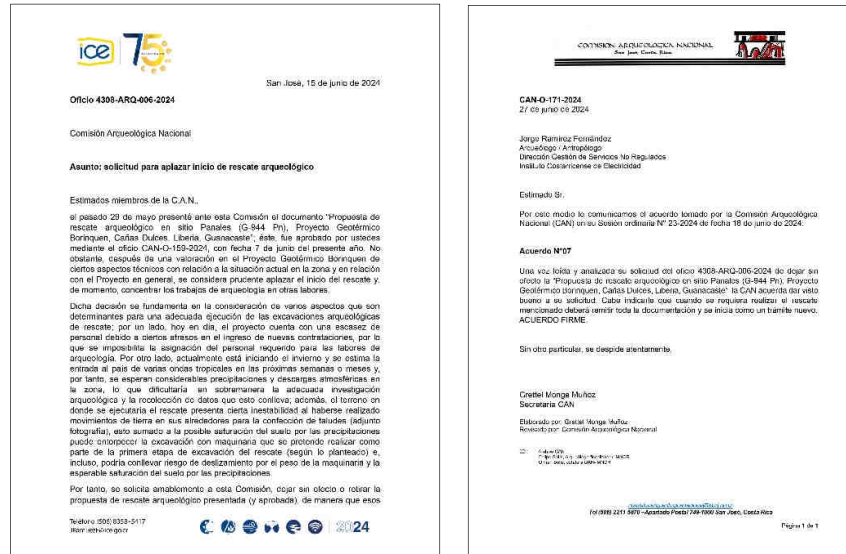 ice 75
San José, 15 de junio de 2024
Oficio 4308-ARQ-006-2024
Comisión Arqueológica Nacional
Asunto: solicitud para aplazar inicio de rescate arqueológico
Estimados miembros de la C.A.N.,
el pasado 29 de mayo presenté ante esta Comisión el documento "Propuesta de
rescate arqueológico en sitio Panales (G-944 Pn), Proyecto Geotérmico
Borinquen, Cañas Dulces, Liberia, Guanacaste"; éste, fue aprobado por ustedes
mediante el oficio CAN-O-159-2024, con fecha 7 de junio del presente año. No
obstante, después de una valoración en el Proyecto Geotérmico Borinquen de
ciertos aspectos técnicos con relación a la situación actual en la zona y en relación
con el Proyecto en general, se considera prudente aplazar el inicio del rescate y,
de momento, concentrar los trabajos de arqueología en otras labores.
Dicha decisión se fundamenta en la consideración de varios aspectos que son
determinantes para una adecuada ejecución de las excavaciones arqueológicas
de rescate; por un lado, hoy en día, el proyecto cuenta con una escasez de
personal debido a ciertos atrasos en el ingreso de nuevas contrataciones, por lo
que se imposibilita la asignación del personal requerido para las labores de
arqueología. Por otro lado, actualmente está iniciando el invierno y se estima la
entrada al país de varias ondas tropicales en las próximas semanas o meses y,
por tanto, se esperan considerables precipitaciones y descargas atmosféricas en
la zona, lo que dificultaría en sobremanera la adecuada investigación
arqueológica y la recolección de datos que esto conlleva; además, el terreno en
donde se ejecutaría el rescate presenta cierta inestabilidad al haberse realizado
movimientos de tierra en sus alrededores para la confección de taludes (adjunto
fotografía), esto sumado a la posible saturación del suelo por las precipitaciones
puede entorpecer la excavación con maquinaria que se pretende realizar como
parte de la primera etapa de excavación del rescate (según lo planteado) e,
incluso, podría conllevar riesgo de deslizamiento por el peso de la maquinaria y la
esperable saturación del suelo por las precipitaciones.
Por tanto, se solicita amablemente a esta Comisión, dejar sin efecto o retirar la
propuesta de rescate arqueológico presentada (y aprobada), de manera que esos
2024
COMISIÓN ARQUEOLÓGICA NACIONAL
San José, Costa Rica
CAN-O-171-2024
27 de junio de 2024
Jorge Ramírez Fernández
Arqueólogo / Antropólogo
Dirección Gestión de Servicios No Regulados
Instituto Costarricense de Electricidad
Estimado Sr.
Por este medio le comunicamos el acuerdo tomado por la Comisión Arqueológica
Nacional (CAN) en su Sesión ordinaria N° 23-2024 de fecha 18 de junio de 2024.
Acuerdo N°07
Una vez leída y analizada su solicitud del oficio 4308-ARQ-006-2024 de dejar sin
efecto la "Propuesta de rescate arqueológico en sitio Panales (G-944 Pn), Proyecto
Geotérmico Borinquen, Cañas Dulces, Liberia, Guanacaste" la CAN acuerda dar visto
bueno a su solicitud. Cabe indicarle que cuando se requiera realizar el rescate
mencionado deberá remitir toda la documentación y se inicia como un trámite nuevo.
ACUERDO FIRME.
Sin otro particular, se despide atentamente,
Grettel Monge Muñoz
Secretaria CAN
Elaborado por: Grettel Monge Muñoz
Revisado por: Comisión Arqueológica Nacional
Página 1 de 1